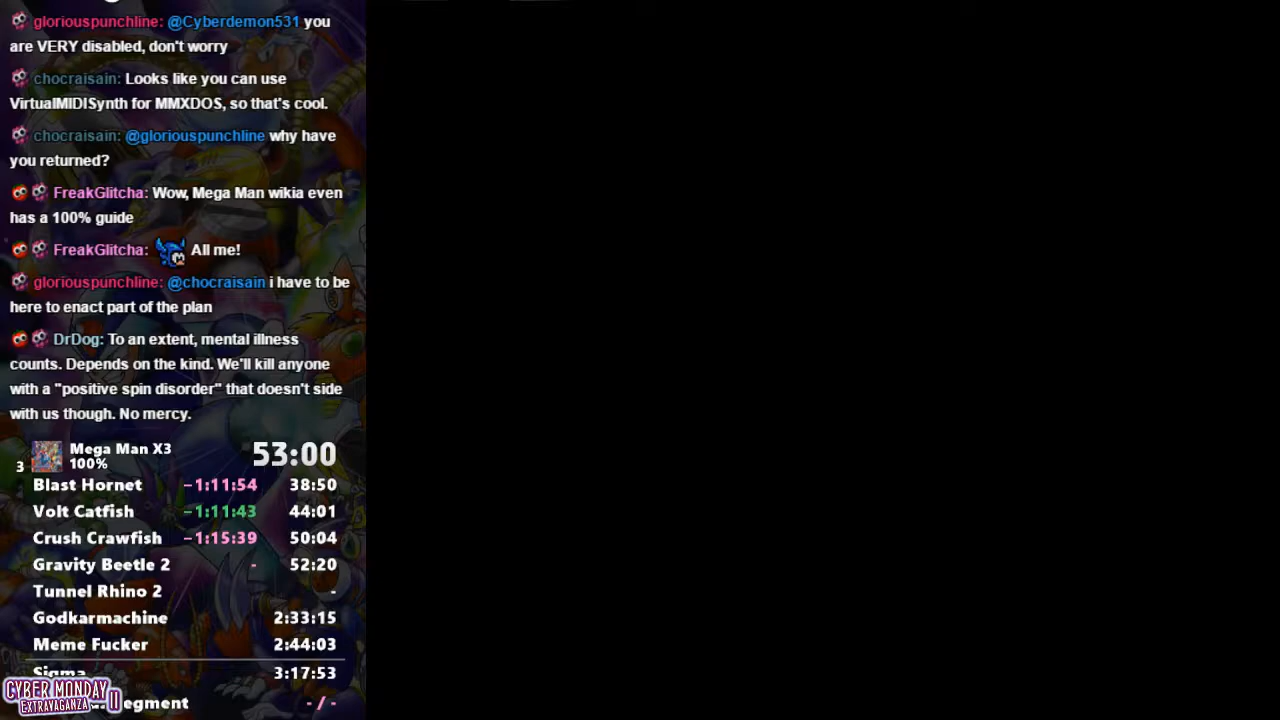 gloriouspunchline: @Cyberdemon531 you
are VERY disabled, don't worry
chocraisain: Looks like you can use
VirtualMIDISynth for MMXDOS, so that's cool.
chocraisain: @gloriouspunchline why have
you returned?
FreakGlitcha: Wow, Mega Man wikia even
has a 100% guide
FreakGlitcha: All me!
gloriouspunchline: @chocraisain i have to be
here to enact part of the plan
DrDog: To an extent, mental illness
counts. Depends on the kind. We'll kill anyone
with a "positive spin disorder" that doesn't side
with us though. No mercy.
Mega Man X3 53:00
3 100%
Blast Hornet -1:11:54 38:50
Volt Catfish -1:11:43 44:01
Crush Crawfish -1:15:39 50:04
Gravity Beetle 2 - 52:20
Tunnel Rhino 2 -
Godkarmachine 2:33:15
Meme Fucker 2:44:03
Sigma 3:17:53
CYBER MONDAY
EXTRAVAGANZA II
egment - / -